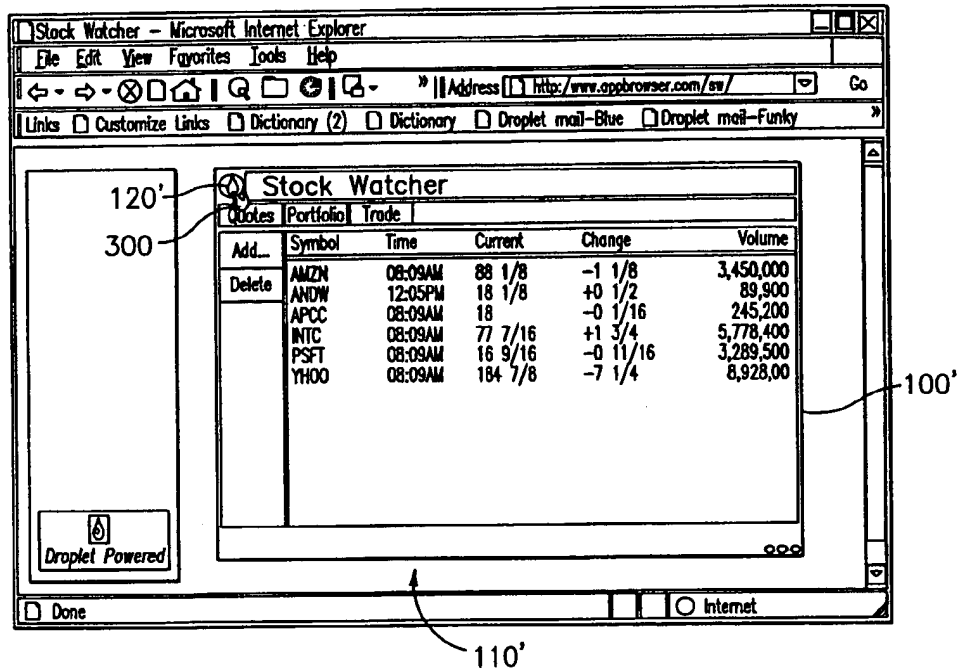 Stock Watcher – Microsoft Internet Explorer
File Edit View Favorites Tools Help
» Address http:/www.appbrowser.com/sw/ Go
Links Customize Links Dictionary (2) Dictionary Droplet mail-Blue Droplet mail-Funky »
120'
Stock Watcher
300
Quotes Portfolio Trade
Add... Symbol Time Current Change Volume
Delete AMZN 08:09AM 88 1/8 -1 1/8 3,450,000
ANDW 12:05PM 18 1/8 +0 1/2 89,900
APCC 08:09AM 18 -0 1/16 245,200
INTC 08:09AM 77 7/16 +1 3/4 5,778,400
PSFT 08:09AM 16 9/16 -0 11/16 3,289,500
YHOO 08:09AM 184 7/8 -7 1/4 8,928,00
100'
Droplet Powered
Done Internet
110'